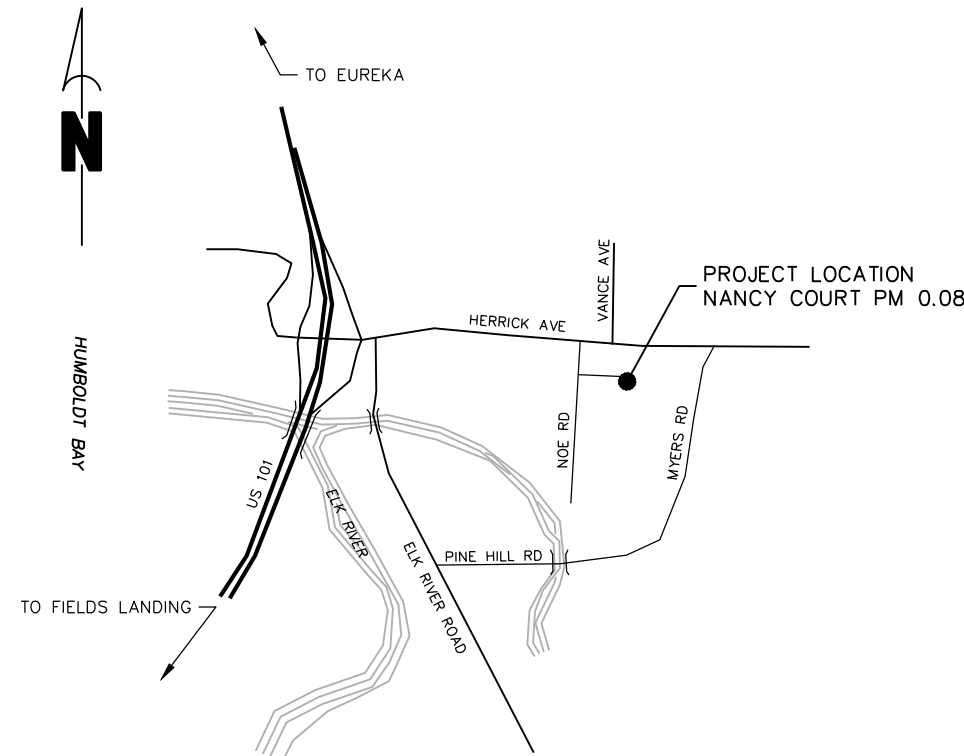 TO EUREKA
N
PROJECT LOCATION
NANCY COURT PM 0.08
VANCE AVE
HERRICK AVE
HUMBOLDT BAY
NOE RD
MYERS RD
US 101
ELK RIVER
ELK RIVER ROAD
PINE HILL RD
TO FIELDS LANDING